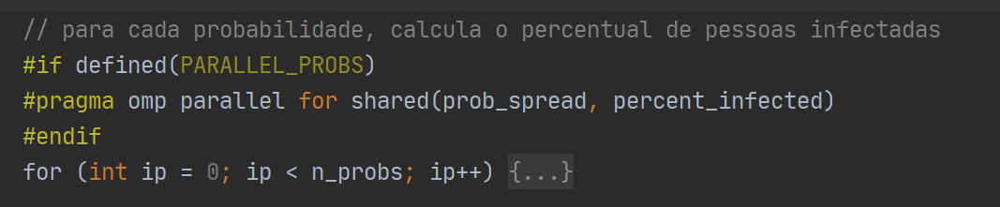 // para cada probabilidade, calcula o percentual de pessoas infectadas
#if defined(PARALLEL_PROBS)
#pragma omp parallel for shared(prob_spread, percent_infected)
#endif
for (int ip = 0; ip < n_probs; ip++) {...}